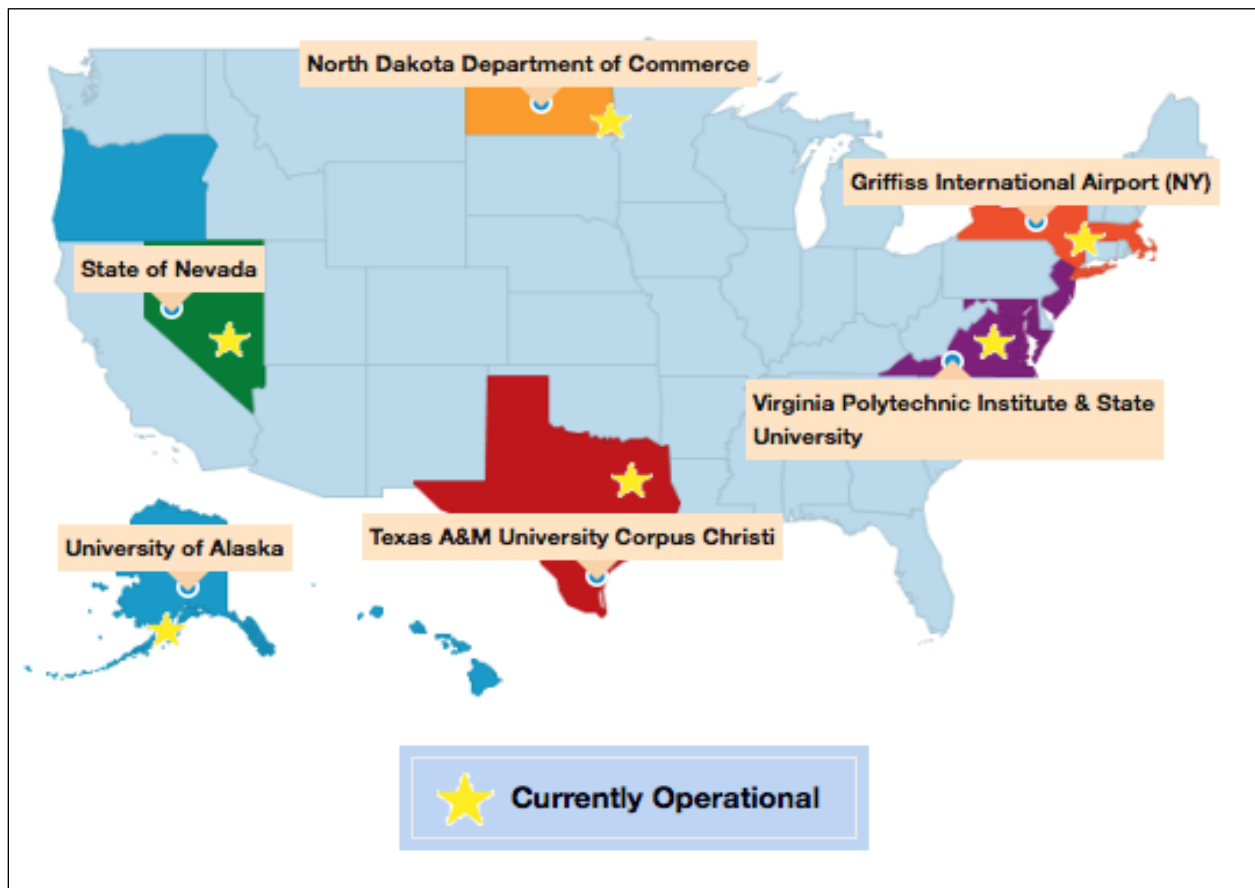 North Dakota Department of Commerce
Griffiss International Airport (NY)
State of Nevada
Virginia Polytechnic Institute & State
University
Texas A&M University Corpus Christi
University of Alaska
Currently Operational